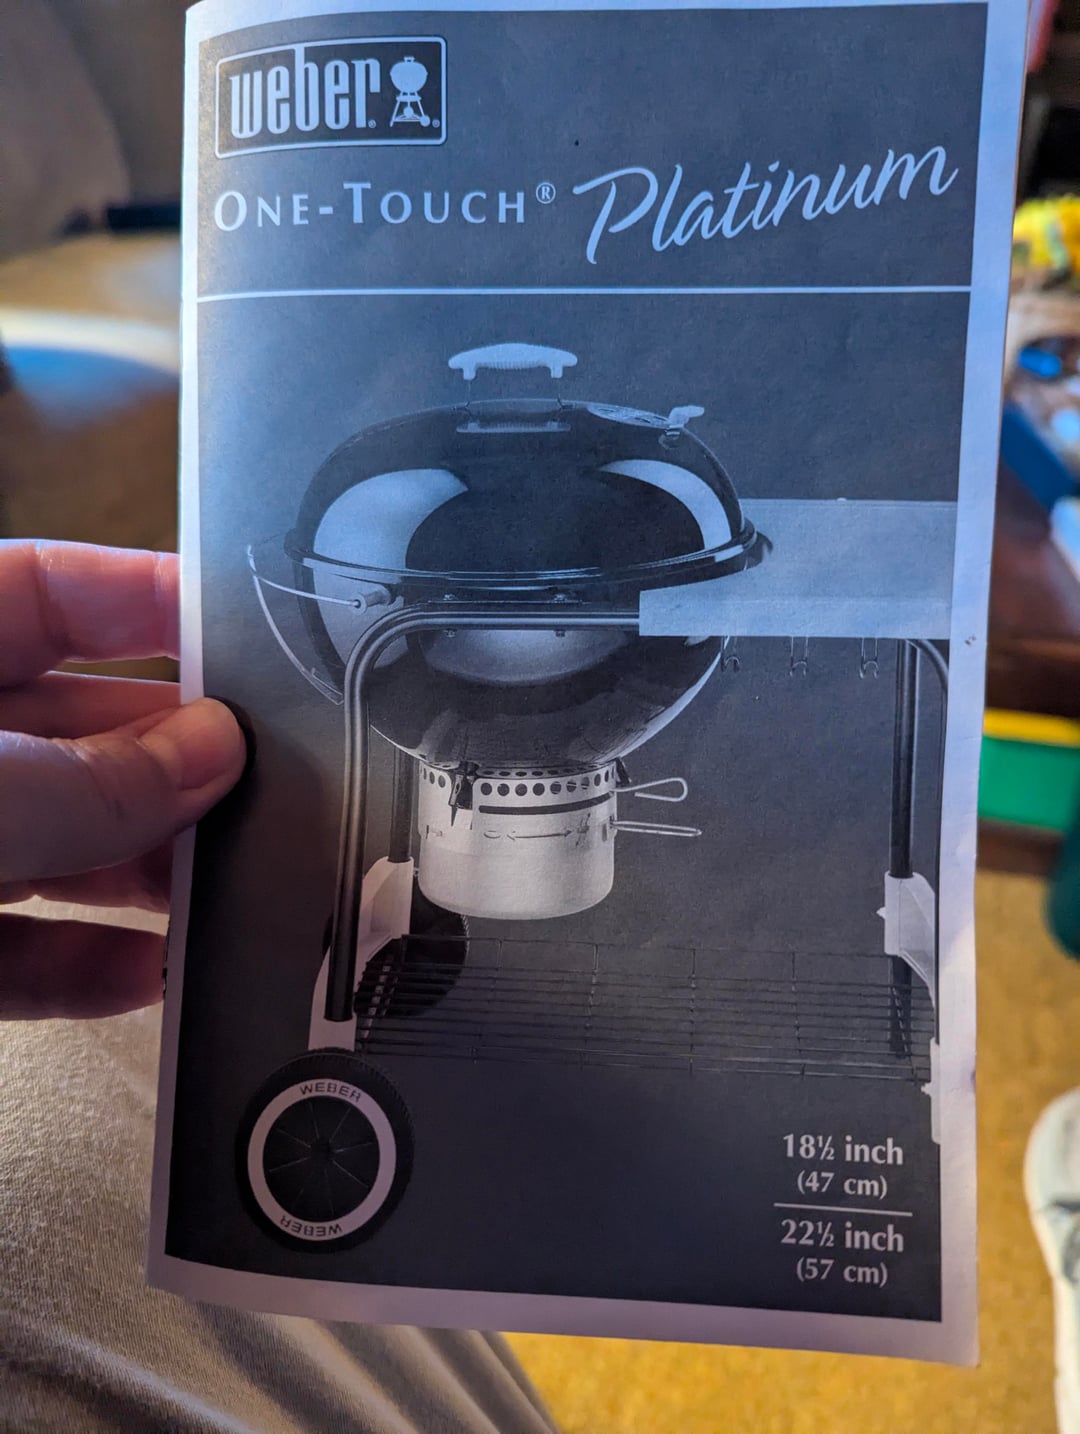 weber®
ONE-TOUCH® Platinum
WEBER
WEBER
18½ inch
(47 cm)
22½ inch
(57 cm)